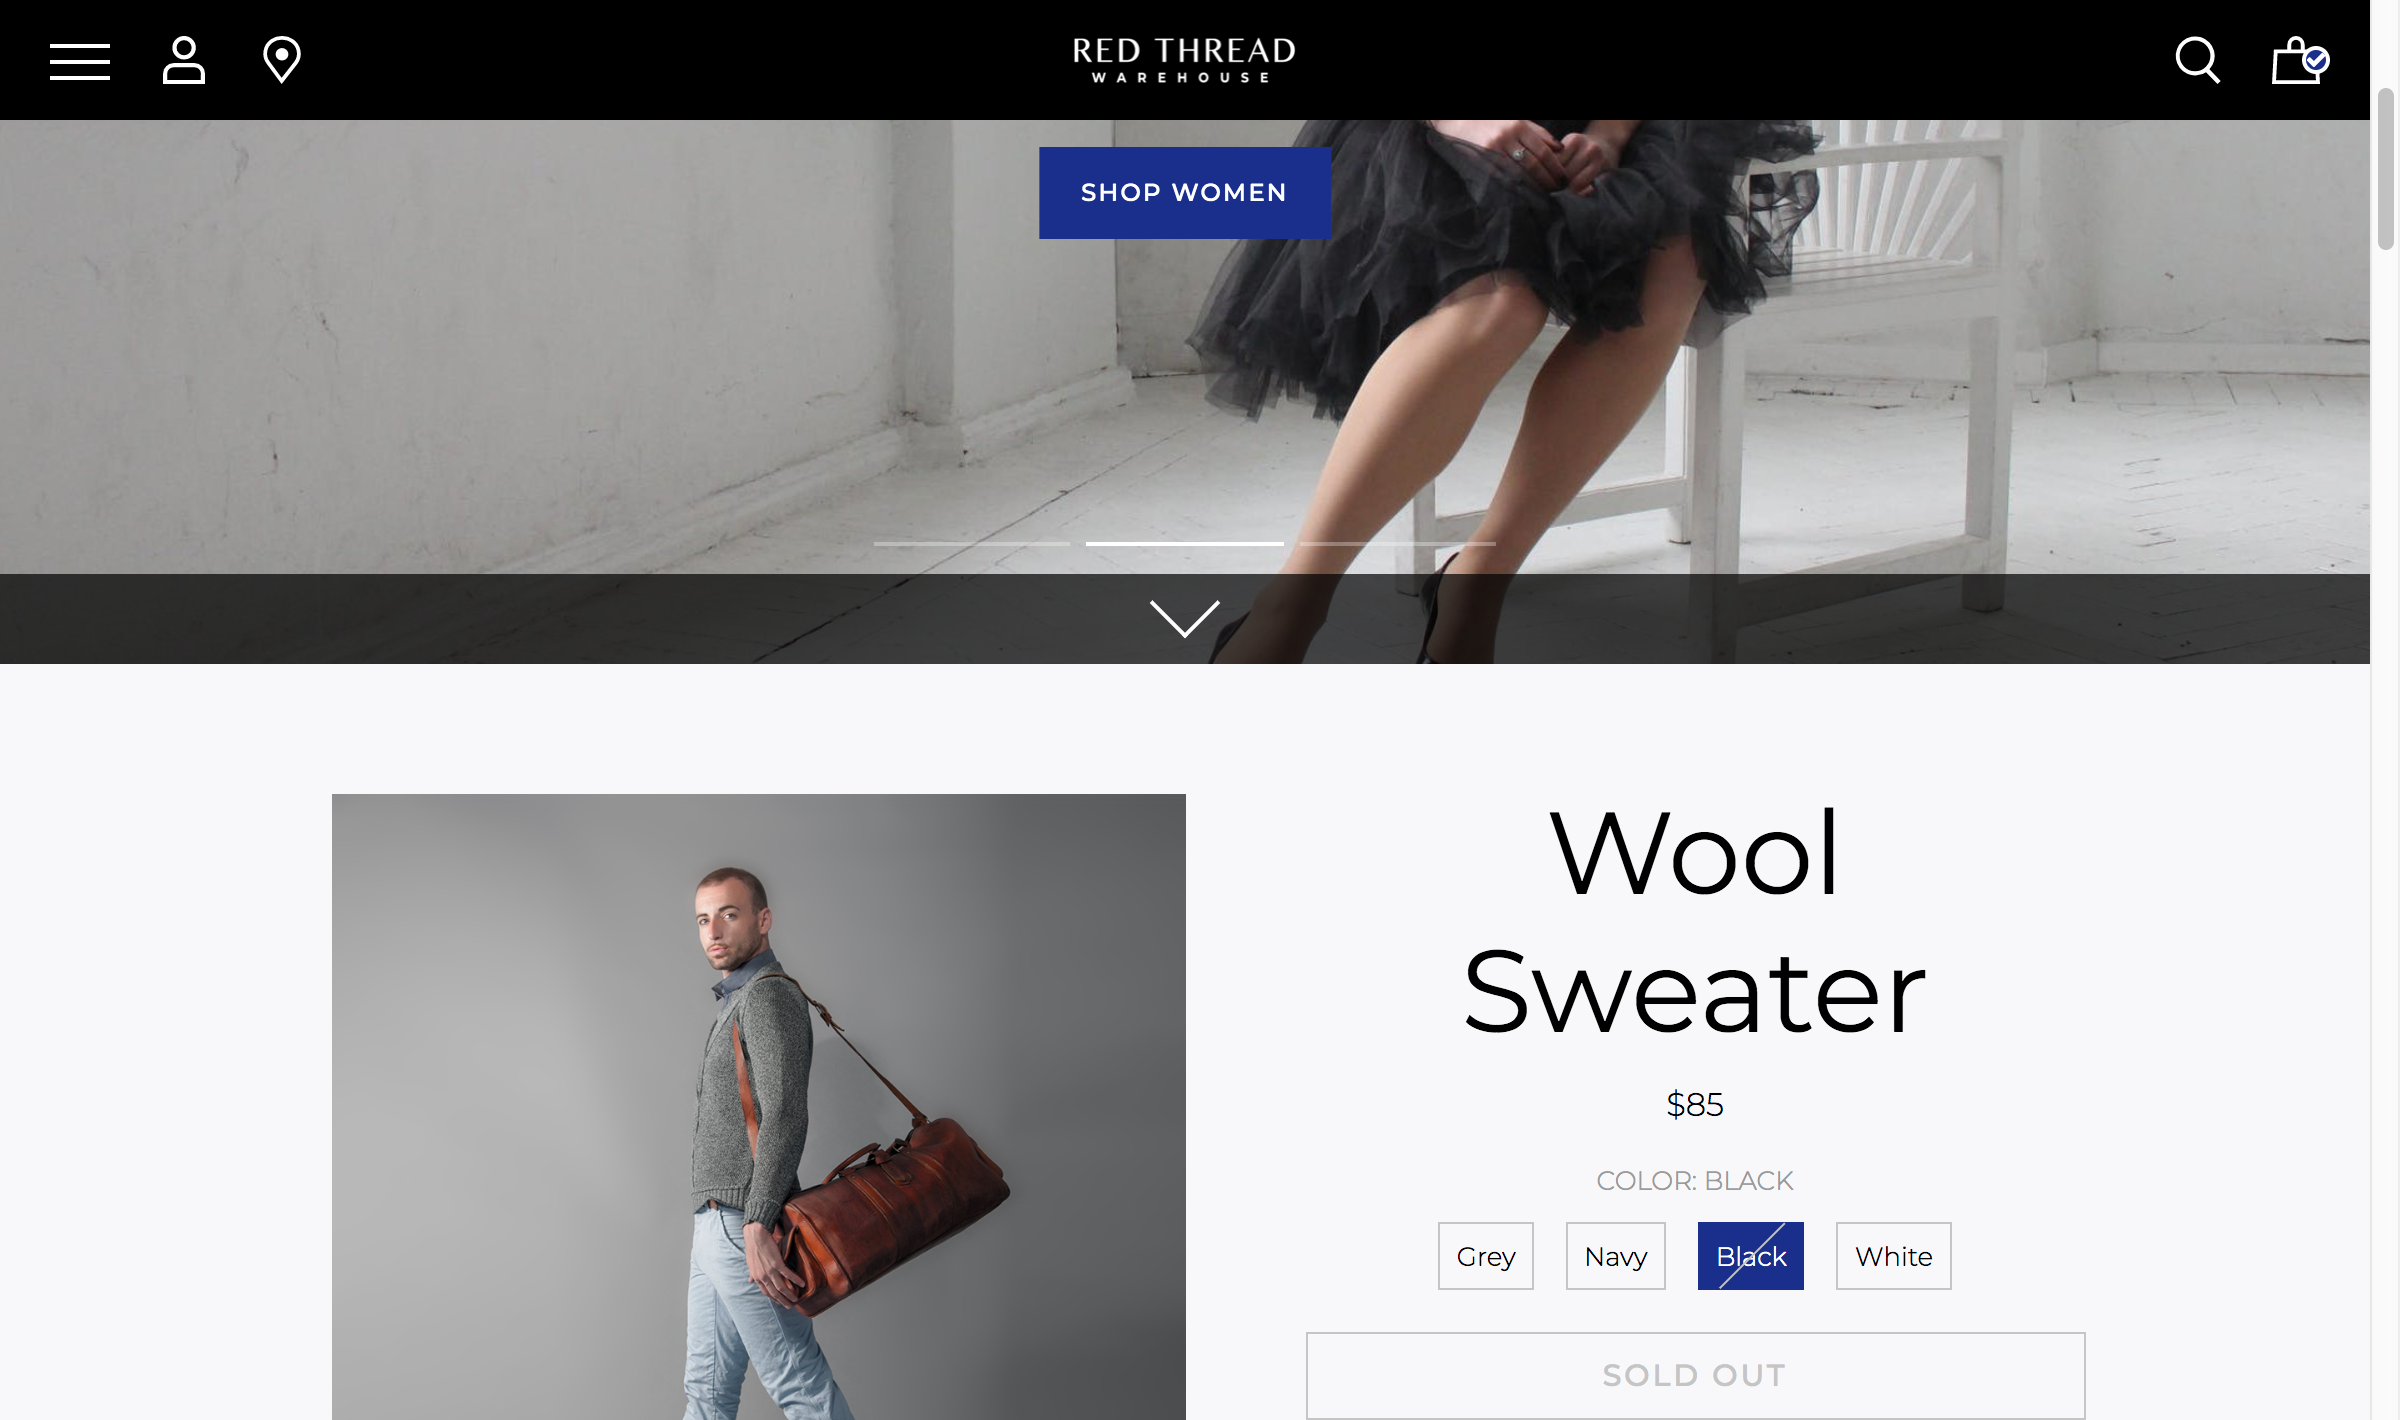 RED THREAD
WAREHOUSE
SHOP WOMEN
Wool
Sweater
$85
COLOR: BLACK
Grey
Navy
Black
White
SOLD OUT